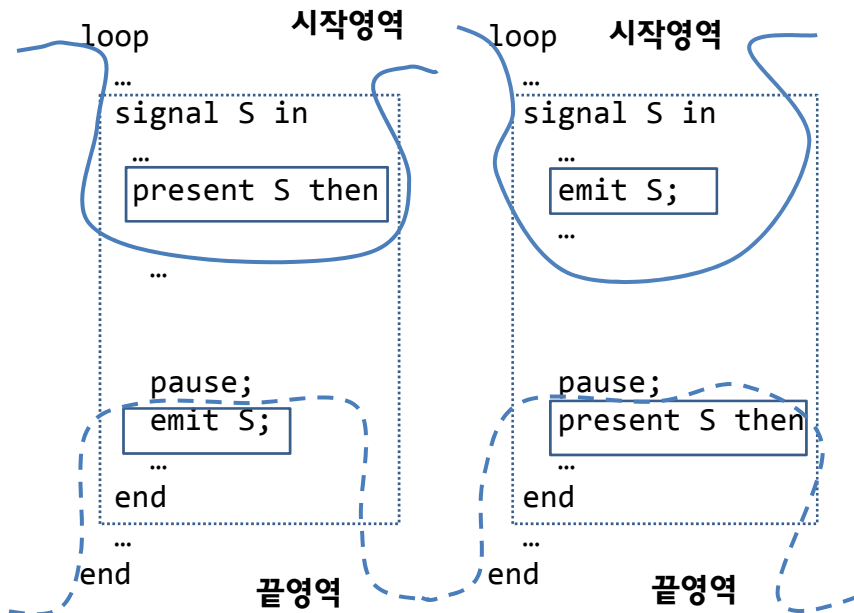 시작영역
loop
…
signal S in
…
present S then
…
pause;
emit S;
…
end
…
end
끝영역
시작영역
loop
…
signal S in
…
emit S;
…
pause;
present S then
…
end
…
end
끝영역